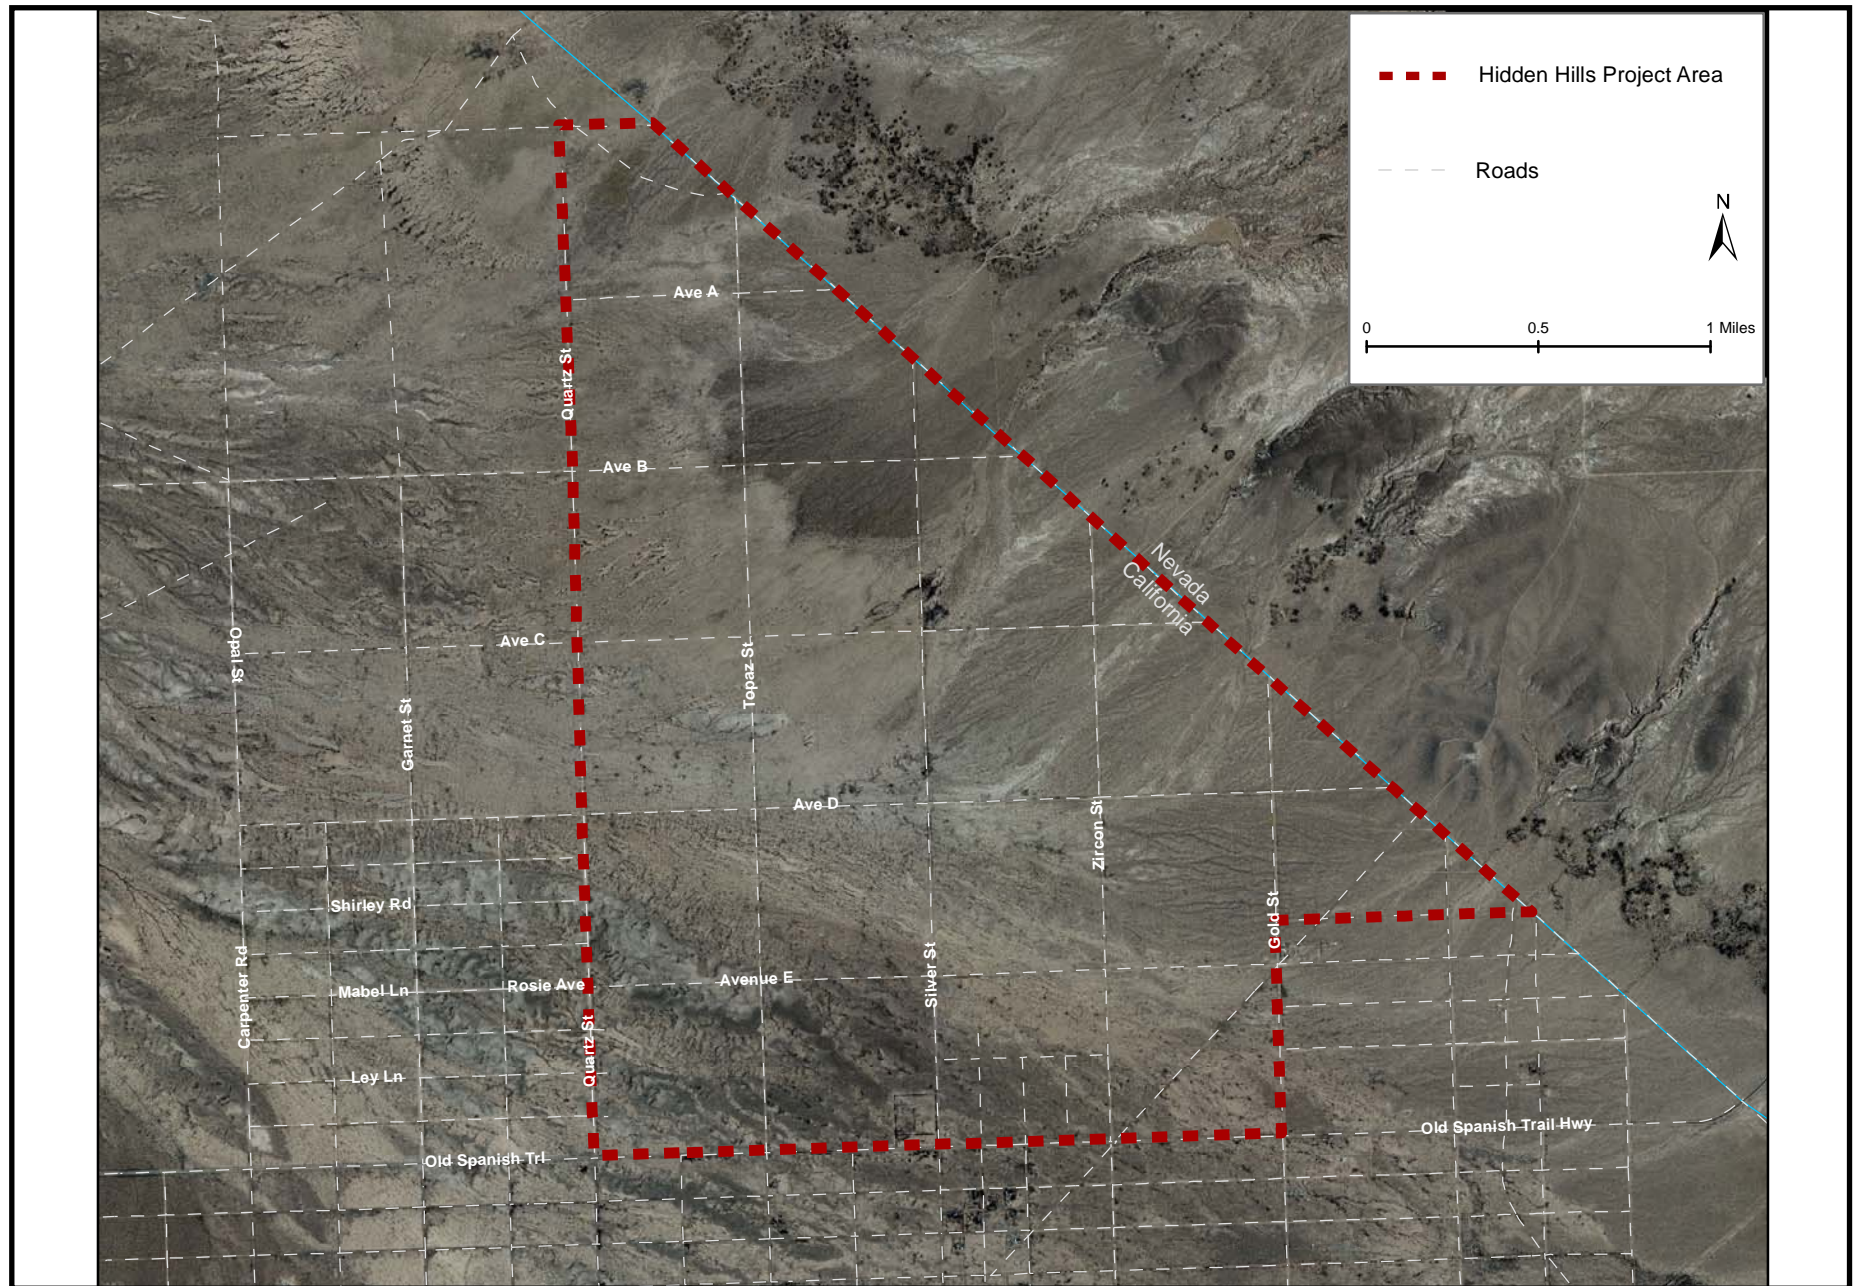 Hidden Hills Project Area
Roads
N
0 0.5 1 Miles
Ave A
Quartz St
Ave B
Nevada
California
Ave C
Opal St
Topaz St
Garnet St
Ave D
Zircon St
Shirley Rd
Gold St
Carpenter Rd
Silver St
Mabel Ln
Rosie Ave
Avenue E
Quartz St
Ley Ln
Old Spanish Trl
Old Spanish Trail Hwy